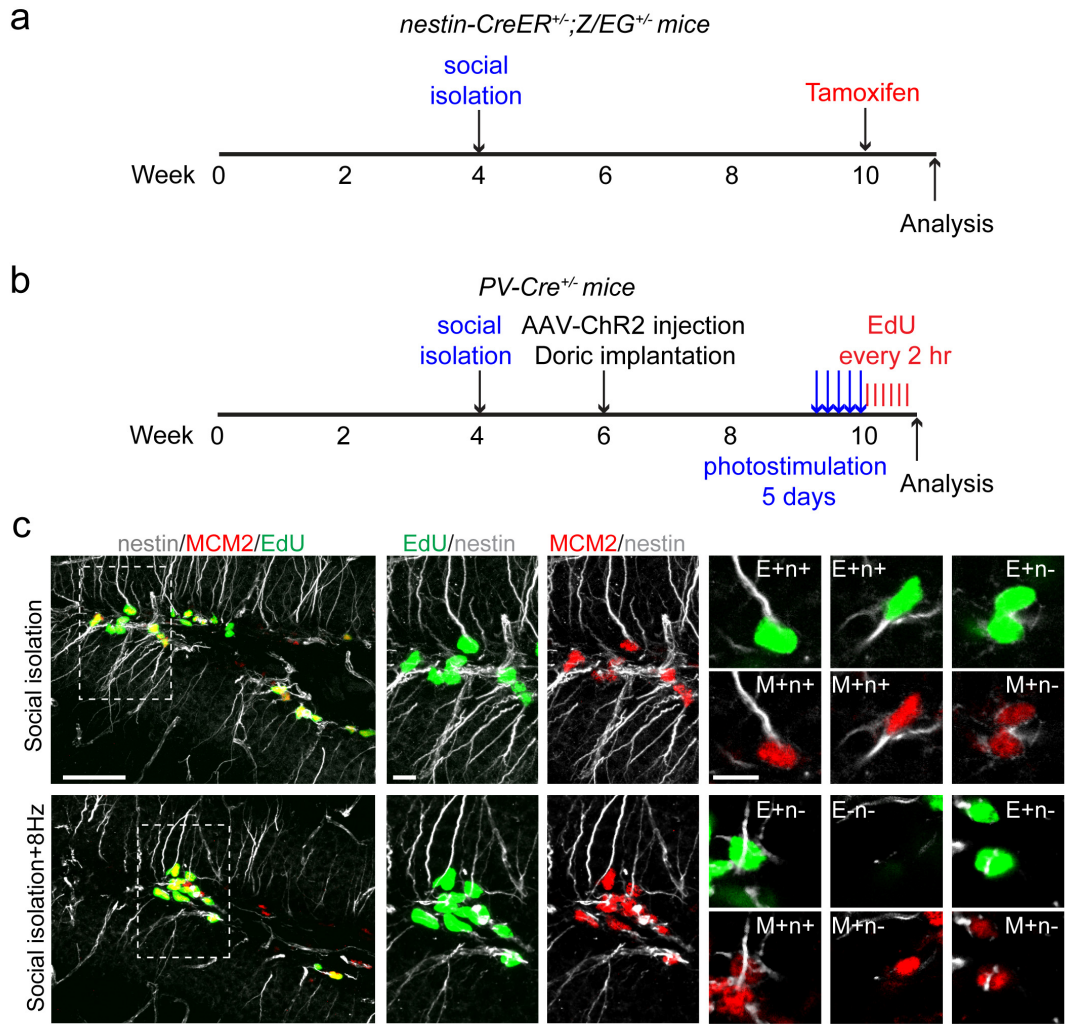 a
nestin-CreER+/-;Z/EG+/- mice
social
isolation
Tamoxifen
Week 0 2 4 6 8 10
Analysis
b
PV-Cre+/- mice
social
isolation
AAV-ChR2 injection
Doric implantation
EdU
every 2 hr
Week 0 2 4 6 8 10
photostimulation
5 days
Analysis
c
nestin/MCM2/EdU
EdU/nestin
MCM2/nestin
Social isolation
E+n+
E+n+
E+n-
M+n+
M+n+
M+n-
Social isolation+8Hz
E+n-
E-n-
E+n-
M+n+
M+n-
M+n-